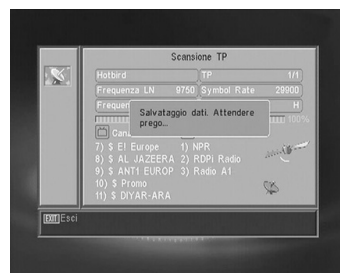 Scansione TP
Hotbird TP 1/1
Frequenza LN 9750 Symbol Rate 29900
Frequen H
Salvataggio dati. Attendere
prego...
100%
Cana
7) $ El Europe 1) NPR
8) $ AL JAZEERA 2) RDPi Radio
9) $ ANT1 EUROP 3) Radio A1
10) $ Promo
11) $ DIYAR-ARA
EXIT Esci